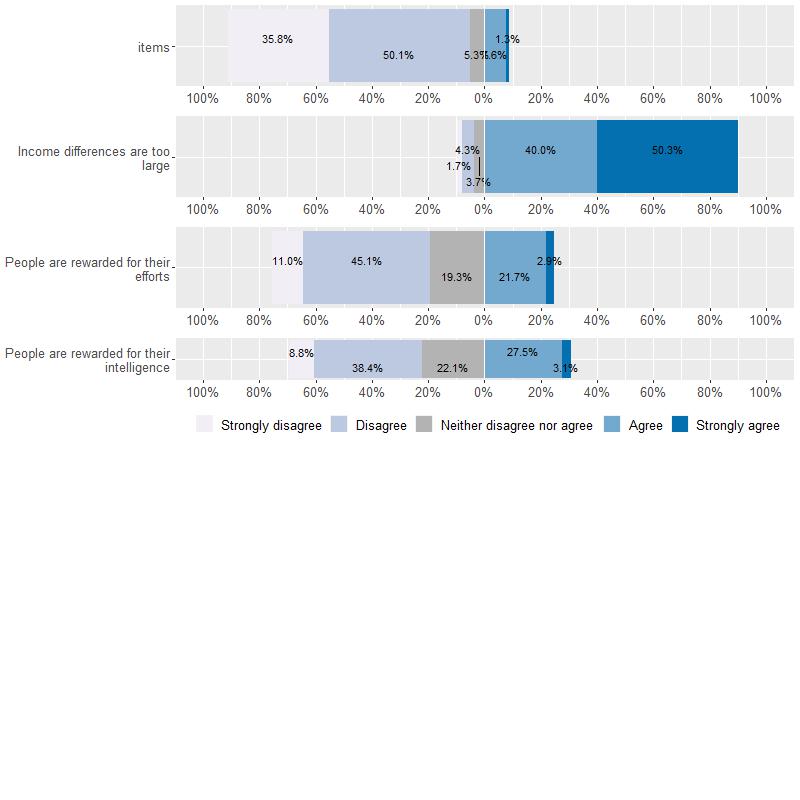 35.8%
50.1%
5.3%
1.3%
items
100% 80% 60% 40% 20% 0% 20% 40% 60% 80% 100%
4.3%
1.7%
3.7%
40.0%
50.3%
Income differences are too
large
100% 80% 60% 40% 20% 0% 20% 40% 60% 80% 100%
11.0%
45.1%
19.3%
21.7%
2.9%
People are rewarded for their
efforts
100% 80% 60% 40% 20% 0% 20% 40% 60% 80% 100%
8.8%
38.4%
22.1%
27.5%
3.1%
People are rewarded for their
intelligence
100% 80% 60% 40% 20% 0% 20% 40% 60% 80% 100%
Strongly disagree Disagree Neither disagree nor agree Agree Strongly agree